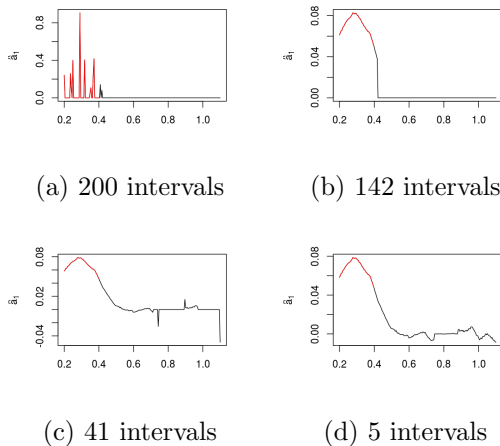 â₁
0.8
0.4
0.0
0.2 0.4 0.6 0.8 1.0
(a) 200 intervals
â₁
0.08
0.04
0.00
0.2 0.4 0.6 0.8 1.0
(b) 142 intervals
â₁
0.08
0.02
-0.04
0.2 0.4 0.6 0.8 1.0
(c) 41 intervals
â₁
0.08
0.04
0.00
0.2 0.4 0.6 0.8 1.0
(d) 5 intervals